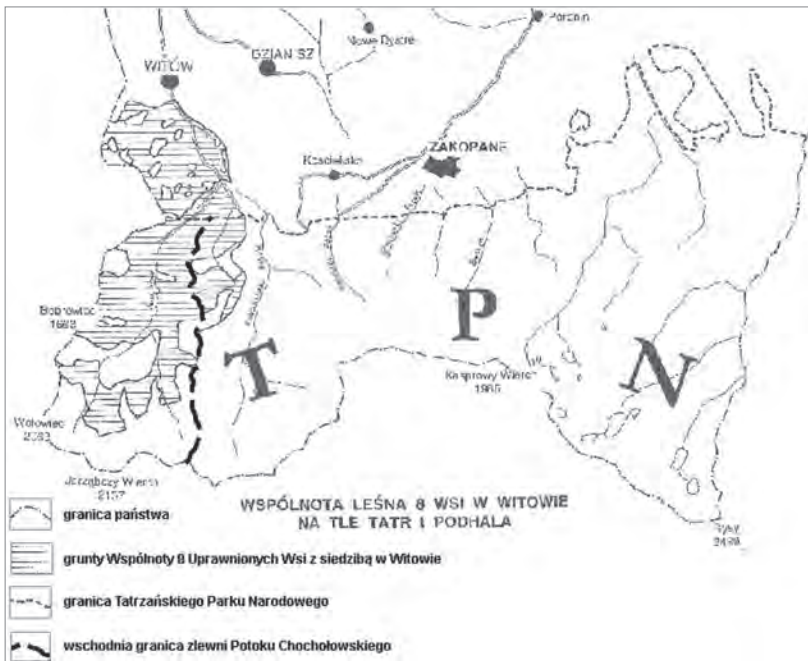 Poronin
Nowe Bystre
DZIANISZ
WITÓW
ZAKOPANE
Kościelisko
Bobrowiec
1663
T P N
Kasprowy Wierch
1985
Wołowiec
2063
Jarząbczy Wierch
2137
Rysy
2499
WSPÓLNOTA LEŚNA 8 WSI W WITOWIE
NA TLE TATR I PODHALA
granica państwa
grunty Wspólnoty 8 Uprawnionych Wsi z siedzibą w Witowie
granica Tatrzańskiego Parku Narodowego
wschodnia granica zlewni Potoku Chochołowskiego